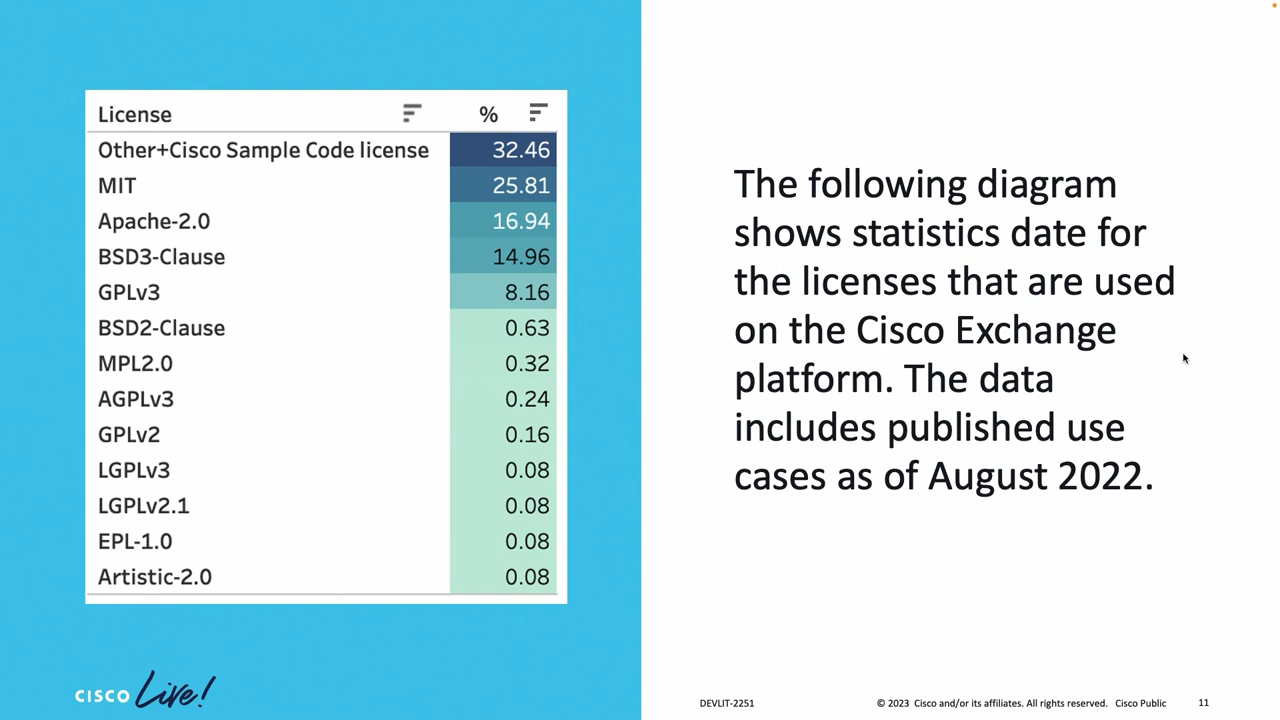 License %
Other+Cisco Sample Code license 32.46
MIT 25.81
Apache-2.0 16.94
BSD3-Clause 14.96
GPLv3 8.16
BSD2-Clause 0.63
MPL2.0 0.32
AGPLv3 0.24
GPLv2 0.16
LGPLv3 0.08
LGPLv2.1 0.08
EPL-1.0 0.08
Artistic-2.0 0.08
The following diagram
shows statistics date for
the licenses that are used
on the Cisco Exchange
platform. The data
includes published use
cases as of August 2022.
CISCO Live!
DEVLIT-2251 © 2023 Cisco and/or its affiliates. All rights reserved. Cisco Public 11